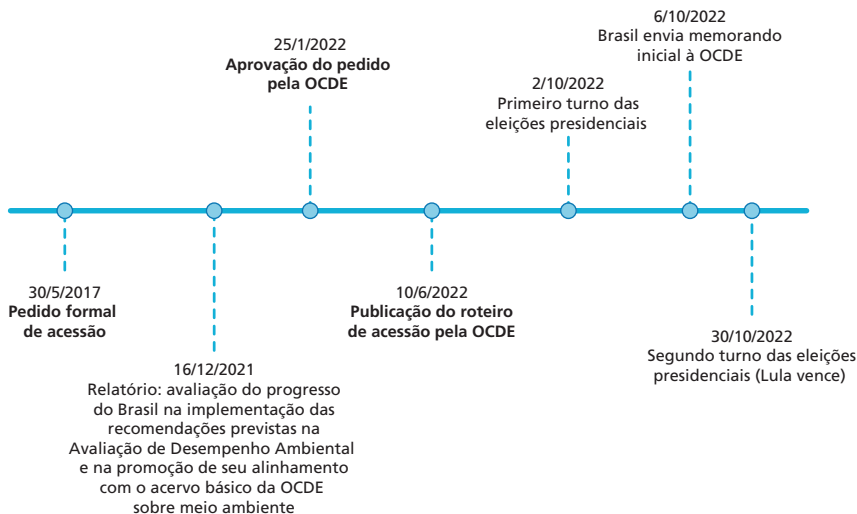 30/5/2017
Pedido formal
de acessão
16/12/2021
Relatório: avaliação do progresso
do Brasil na implementação das
recomendações previstas na
Avaliação de Desempenho Ambiental
e na promoção de seu alinhamento
com o acervo básico da OCDE
sobre meio ambiente
25/1/2022
Aprovação do pedido
pela OCDE
10/6/2022
Publicação do roteiro
de acessão pela OCDE
2/10/2022
Primeiro turno das
eleições presidenciais
6/10/2022
Brasil envia memorando
inicial à OCDE
30/10/2022
Segundo turno das eleições
presidenciais (Lula vence)